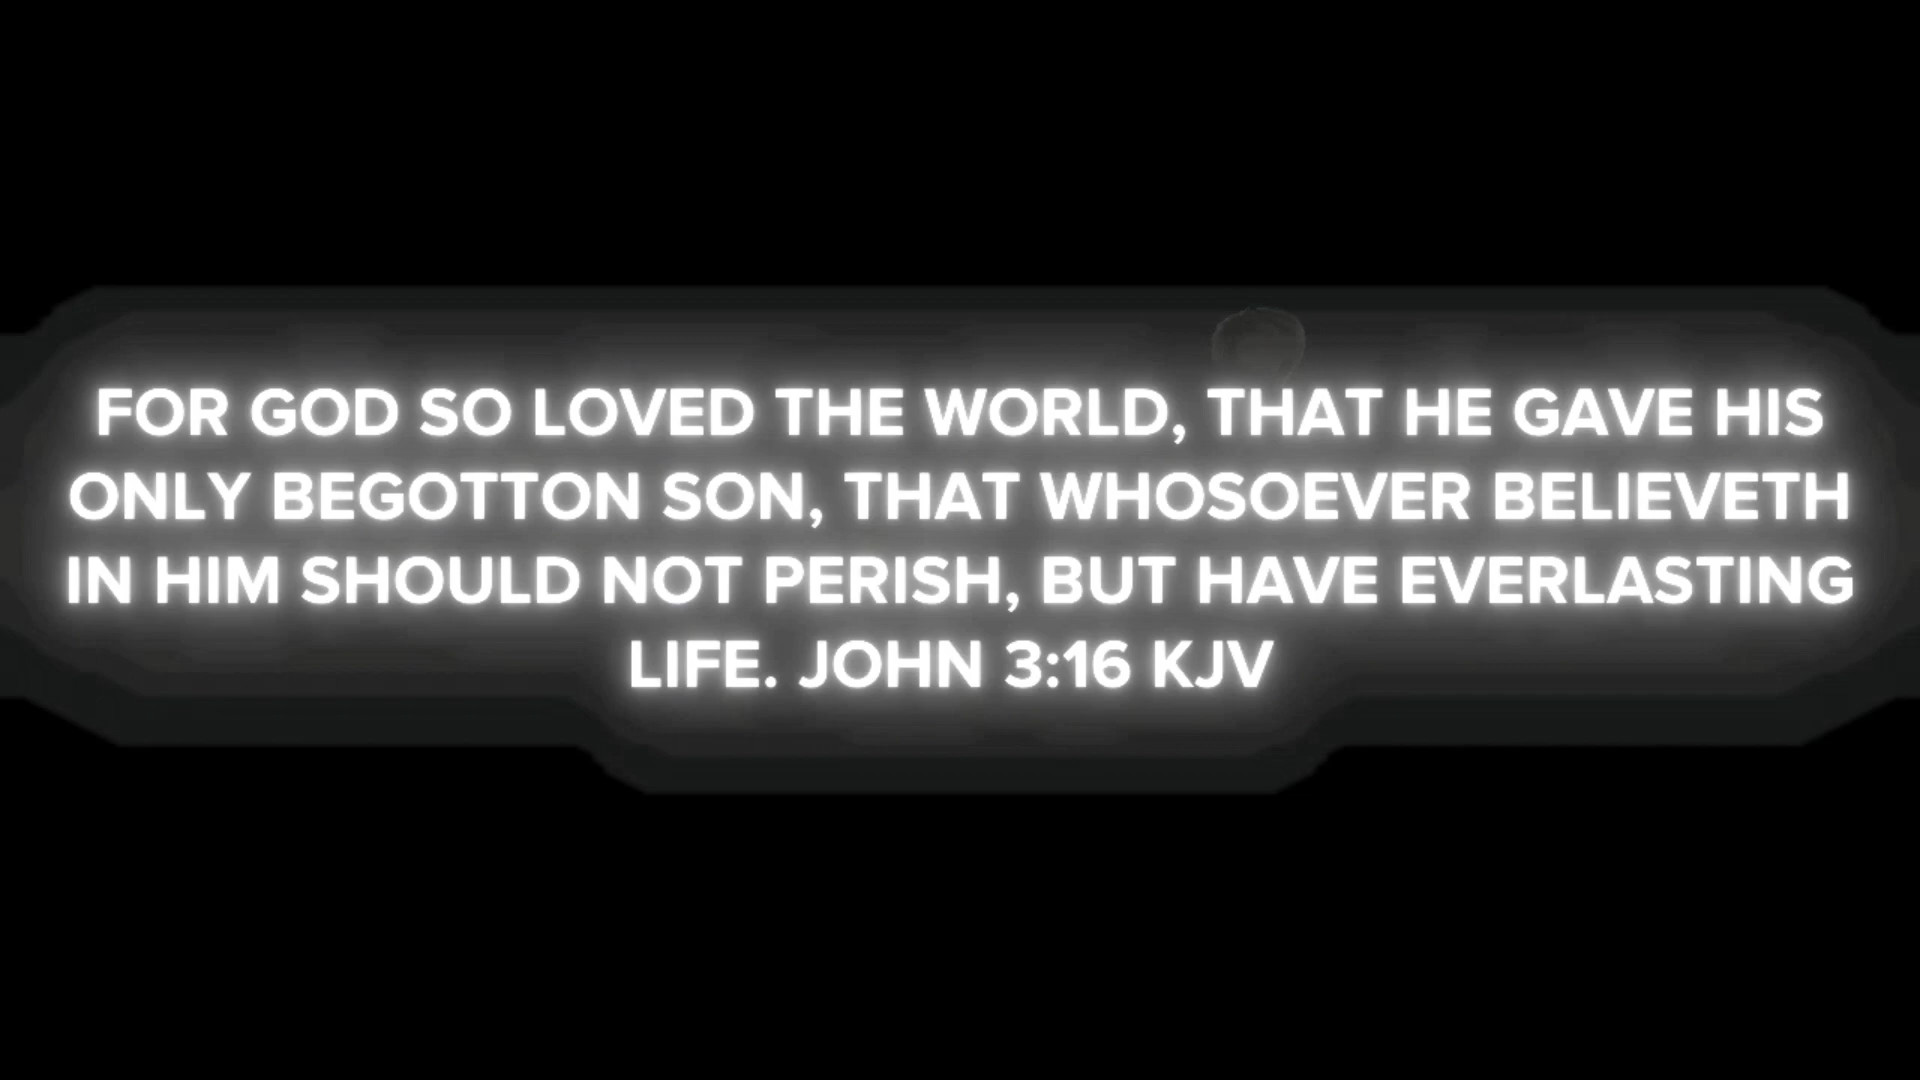 FOR GOD SO LOVED THE WORLD, THAT HE GAVE HIS
ONLY BEGOTTON SON, THAT WHOSOEVER BELIEVETH
IN HIM SHOULD NOT PERISH, BUT HAVE EVERLASTING
LIFE. JOHN 3:16 KJV